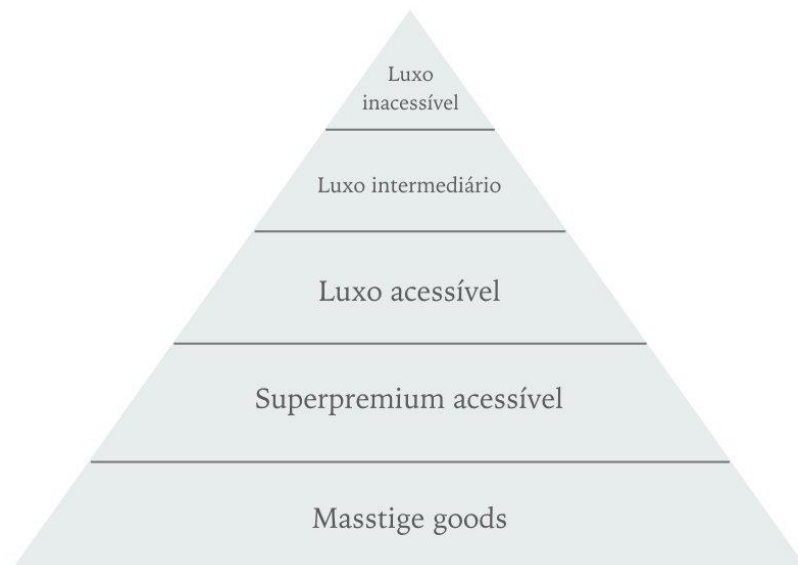 Luxo
inacessível
Luxo intermediário
Luxo acessível
Superpremium acessível
Masstige goods